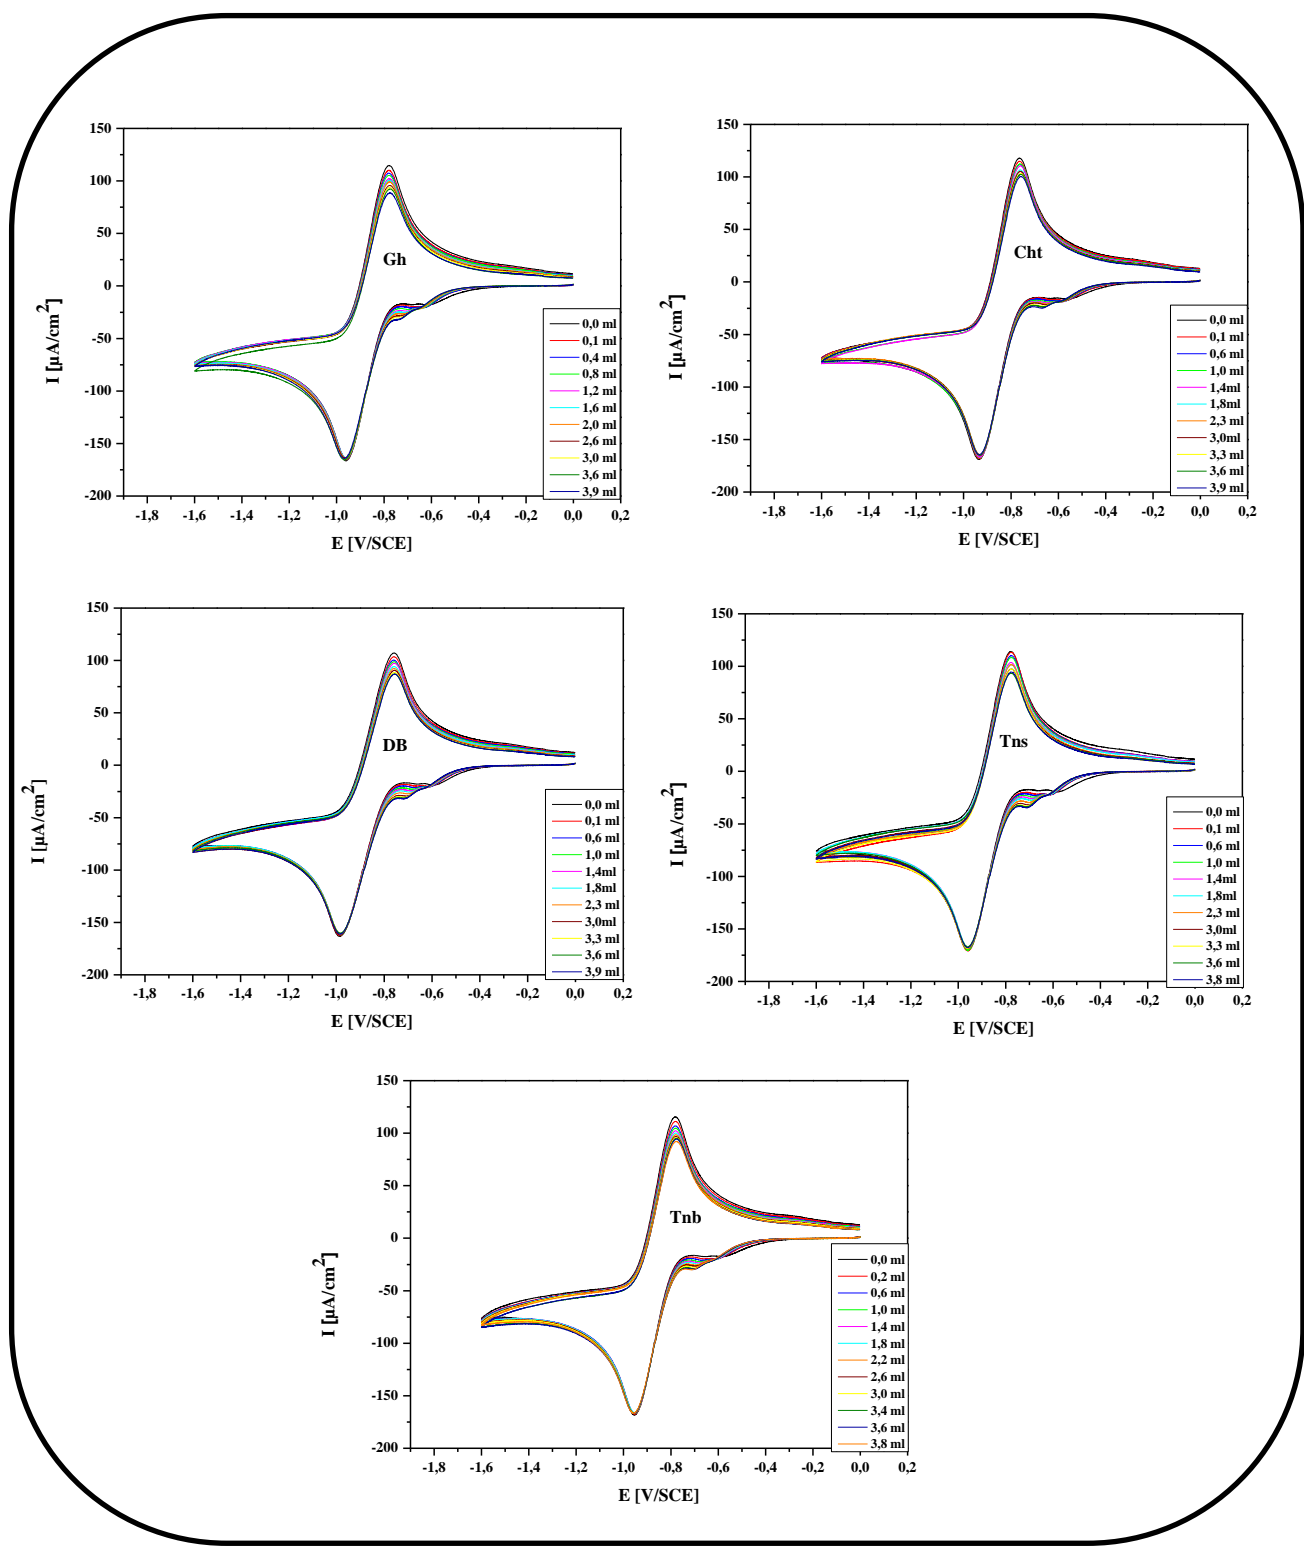 150
100
50
0
-50
-100
-150
-200
I [µA/cm2]
Gh
0,0 ml
0,1 ml
0,4 ml
0,8 ml
1,2 ml
1,6 ml
2,0 ml
2,6 ml
3,0 ml
3,6 ml
3,9 ml
-1,8 -1,6 -1,4 -1,2 -1,0 -0,8 -0,6 -0,4 -0,2 0,0 0,2
E [V/SCE]
150
100
50
0
-50
-100
-150
-200
I [µA/cm2]
Cht
0,0 ml
0,1 ml
0,6 ml
1,0 ml
1,4ml
1,8ml
2,3 ml
3,0ml
3,3 ml
3,6 ml
3,9 ml
-1,8 -1,6 -1,4 -1,2 -1,0 -0,8 -0,6 -0,4 -0,2 0,0 0,2
E [V/SCE]
150
100
50
0
-50
-100
-150
-200
I [µA/cm2]
DB
0,0 ml
0,1 ml
0,6 ml
1,0 ml
1,4ml
1,8ml
2,3 ml
3,0ml
3,3 ml
3,6 ml
3,9 ml
-1,8 -1,6 -1,4 -1,2 -1,0 -0,8 -0,6 -0,4 -0,2 0,0 0,2
E [V/SCE]
150
100
50
0
-50
-100
-150
-200
I [µA/cm2]
Tns
0,0 ml
0,1 ml
0,6 ml
1,0 ml
1,4ml
1,8ml
2,3 ml
3,0ml
3,3 ml
3,6 ml
3,8 ml
-1,8 -1,6 -1,4 -1,2 -1,0 -0,8 -0,6 -0,4 -0,2 0,0 0,2
E [V/SCE]
150
100
50
0
-50
-100
-150
-200
I [µA/cm2]
Tnb
0,0 ml
0,2 ml
0,6 ml
1,0 ml
1,4 ml
1,8 ml
2,2 ml
2,6 ml
3,0 ml
3,4 ml
3,6 ml
3,8 ml
-1,8 -1,6 -1,4 -1,2 -1,0 -0,8 -0,6 -0,4 -0,2 0,0 0,2
E [V/SCE]